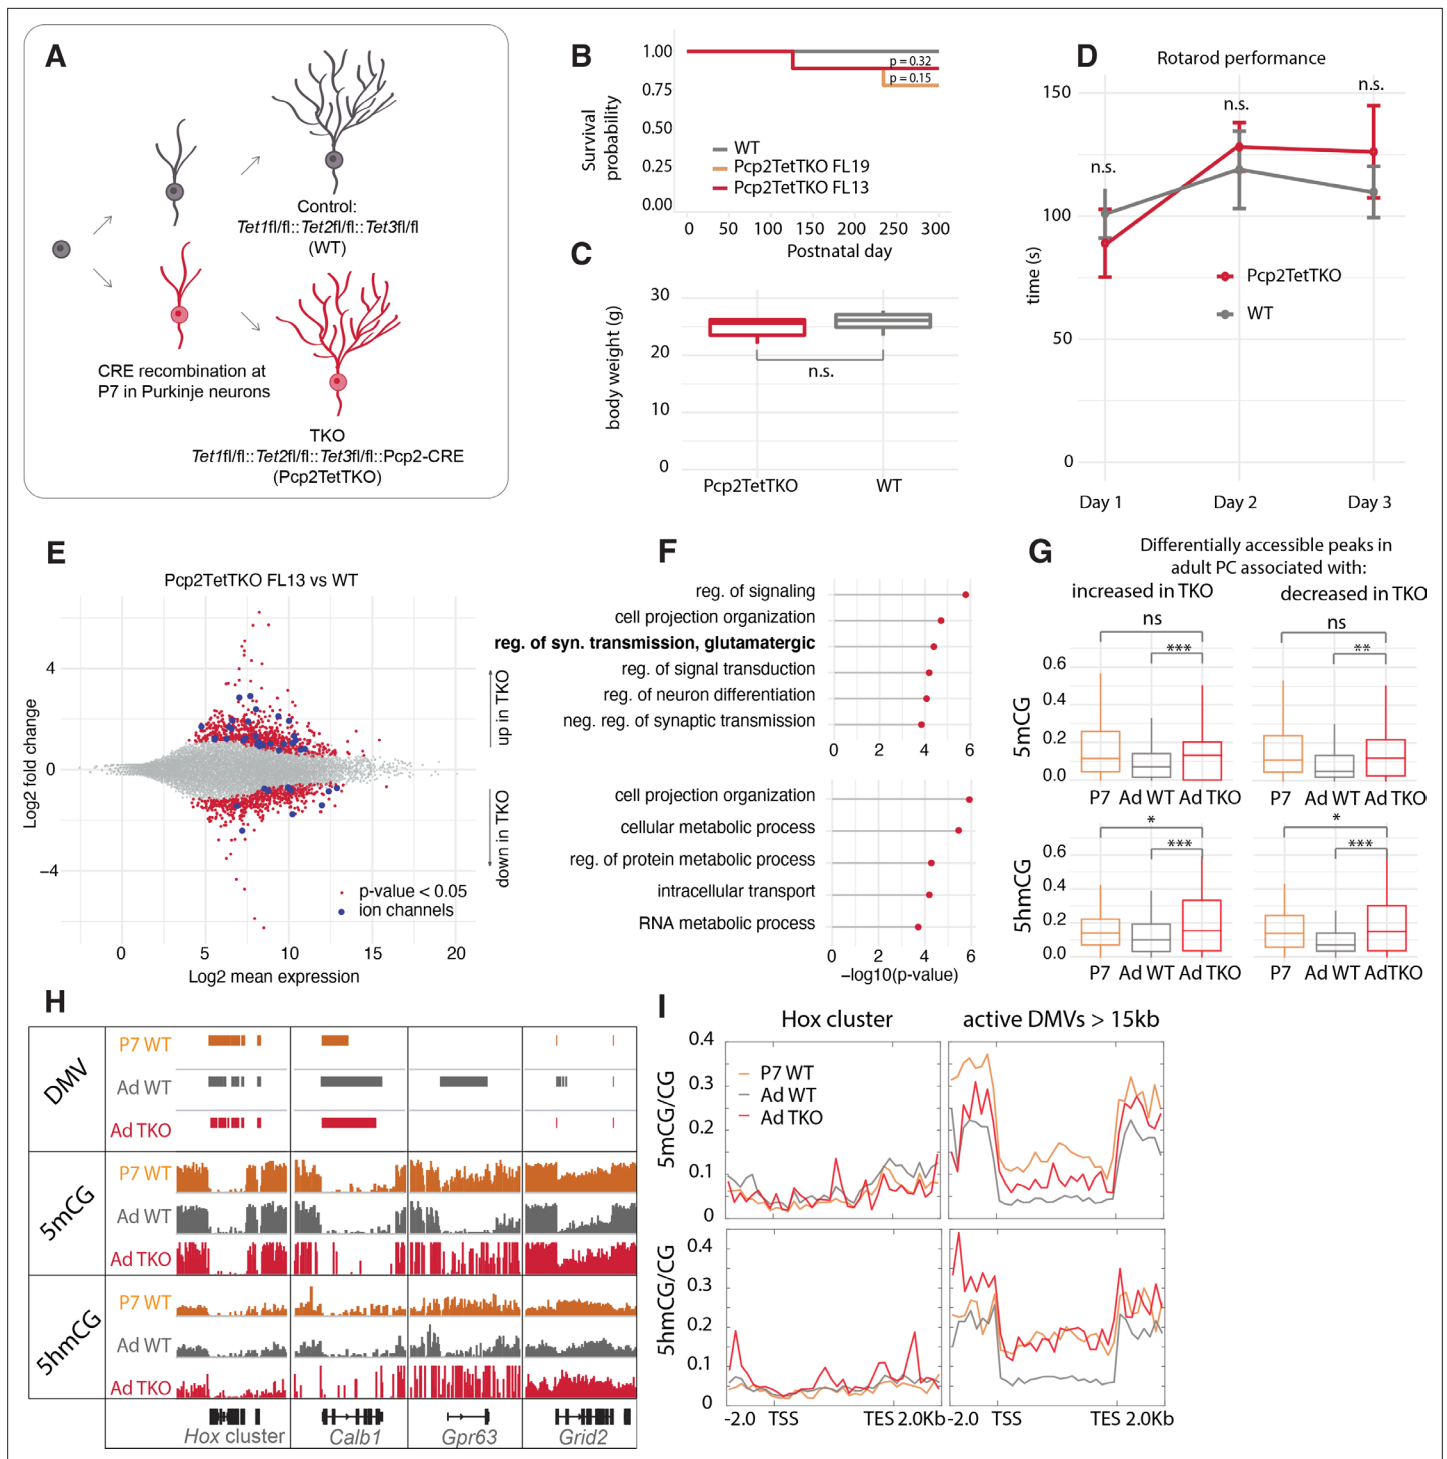 A
Control:
Tet1fl/fl::Tet2fl/fl::Tet3fl/fl
(WT)
CRE recombination at
P7 in Purkinje neurons
TKO
Tet1fl/fl::Tet2fl/fl::Tet3fl/fl::Pcp2-CRE
(Pcp2TetTKO)
B
Survival
probability
1.00
0.75
0.50
0.25
0.00
p = 0.32
p = 0.15
WT
Pcp2TetTKO FL19
Pcp2TetTKO FL13
0 50 100 150 200 250 300
Postnatal day
C
body weight (g)
30
20
10
0
n.s.
Pcp2TetTKO WT
D
Rotarod performance
time (s)
150
100
50
0
n.s.
n.s.
n.s.
Pcp2TetTKO
WT
Day 1 Day 2 Day 3
E
Pcp2TetTKO FL13 vs WT
Log2 fold change
4
0
−4
up in TKO
down in TKO
p-value < 0.05
ion channels
0 5 10 15 20
Log2 mean expression
F
reg. of signaling
cell projection organization
reg. of syn. transmission, glutamatergic
reg. of signal transduction
reg. of neuron differentiation
neg. reg. of synaptic transmission
0 2 4 6
cell projection organization
cellular metabolic process
reg. of protein metabolic process
intracellular transport
RNA metabolic process
0 2 4 6
−log10(p-value)
G
Differentially accessible peaks in
adult PC associated with:
increased in TKO decreased in TKO
ns ns
*** **
5mCG
0.6
0.4
0.2
0.0
P7 Ad WT Ad TKO P7 Ad WT AdTKO
* *
*** ***
5hmCG
0.6
0.4
0.2
0.0
P7 Ad WT Ad TKO P7 Ad WT AdTKO
H
DMV
P7 WT
Ad WT
Ad TKO
5mCG
P7 WT
Ad WT
Ad TKO
5hmCG
P7 WT
Ad WT
Ad TKO
Hox cluster Calb1 Gpr63 Grid2
I
Hox cluster active DMVs > 15kb
5mCG/CG
0.4
0.3
0.2
0.1
0
P7 WT
Ad WT
Ad TKO
5hmCG/CG
0.4
0.3
0.2
0.1
0
-2.0 TSS TES 2.0Kb -2.0 TSS TES 2.0Kb